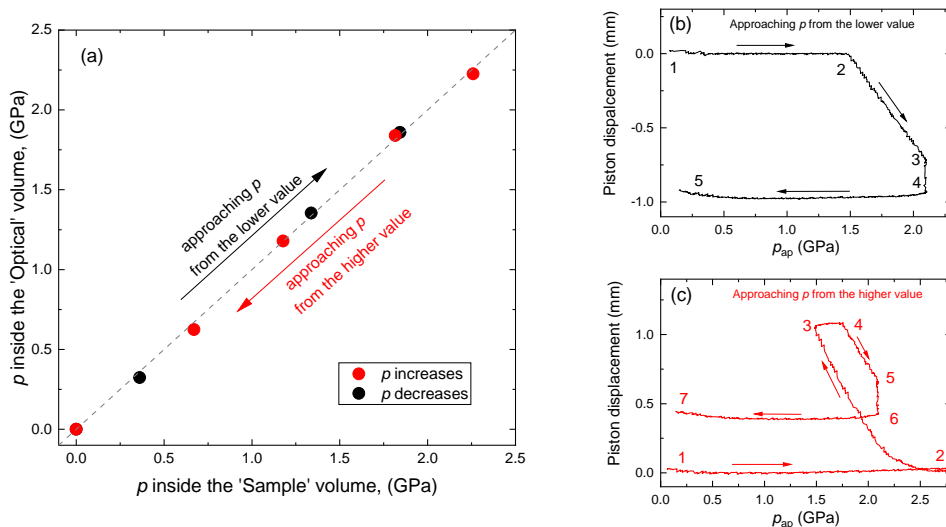 (a)
2.5
2.0
1.5
1.0
0.5
0.0
p inside the 'Optical' volume, (GPa)
approaching p
from the lower value
approaching p
from the higher value
p increases
p decreases
0.0 0.5 1.0 1.5 2.0 2.5
p inside the 'Sample' volume, (GPa)
(b) Approaching p from the lower value
0.0
-0.5
-1.0
Piston dispalcement (mm)
1
2
3
4
5
0.0 0.5 1.0 1.5 2.0 2.5
pap (GPa)
(c) Approaching p from the higher value
1.0
0.5
0.0
Piston displacement (mm)
3 4
5
7
6
1
2
0.0 0.5 1.0 1.5 2.0 2.5
pap (GPa)